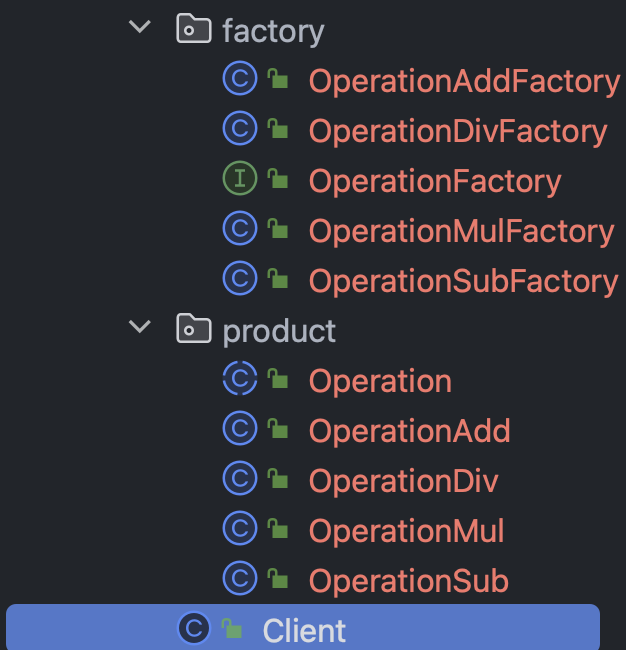 factory
OperationAddFactory
OperationDivFactory
OperationFactory
OperationMulFactory
OperationSubFactory
product
Operation
OperationAdd
OperationDiv
OperationMul
OperationSub
Client